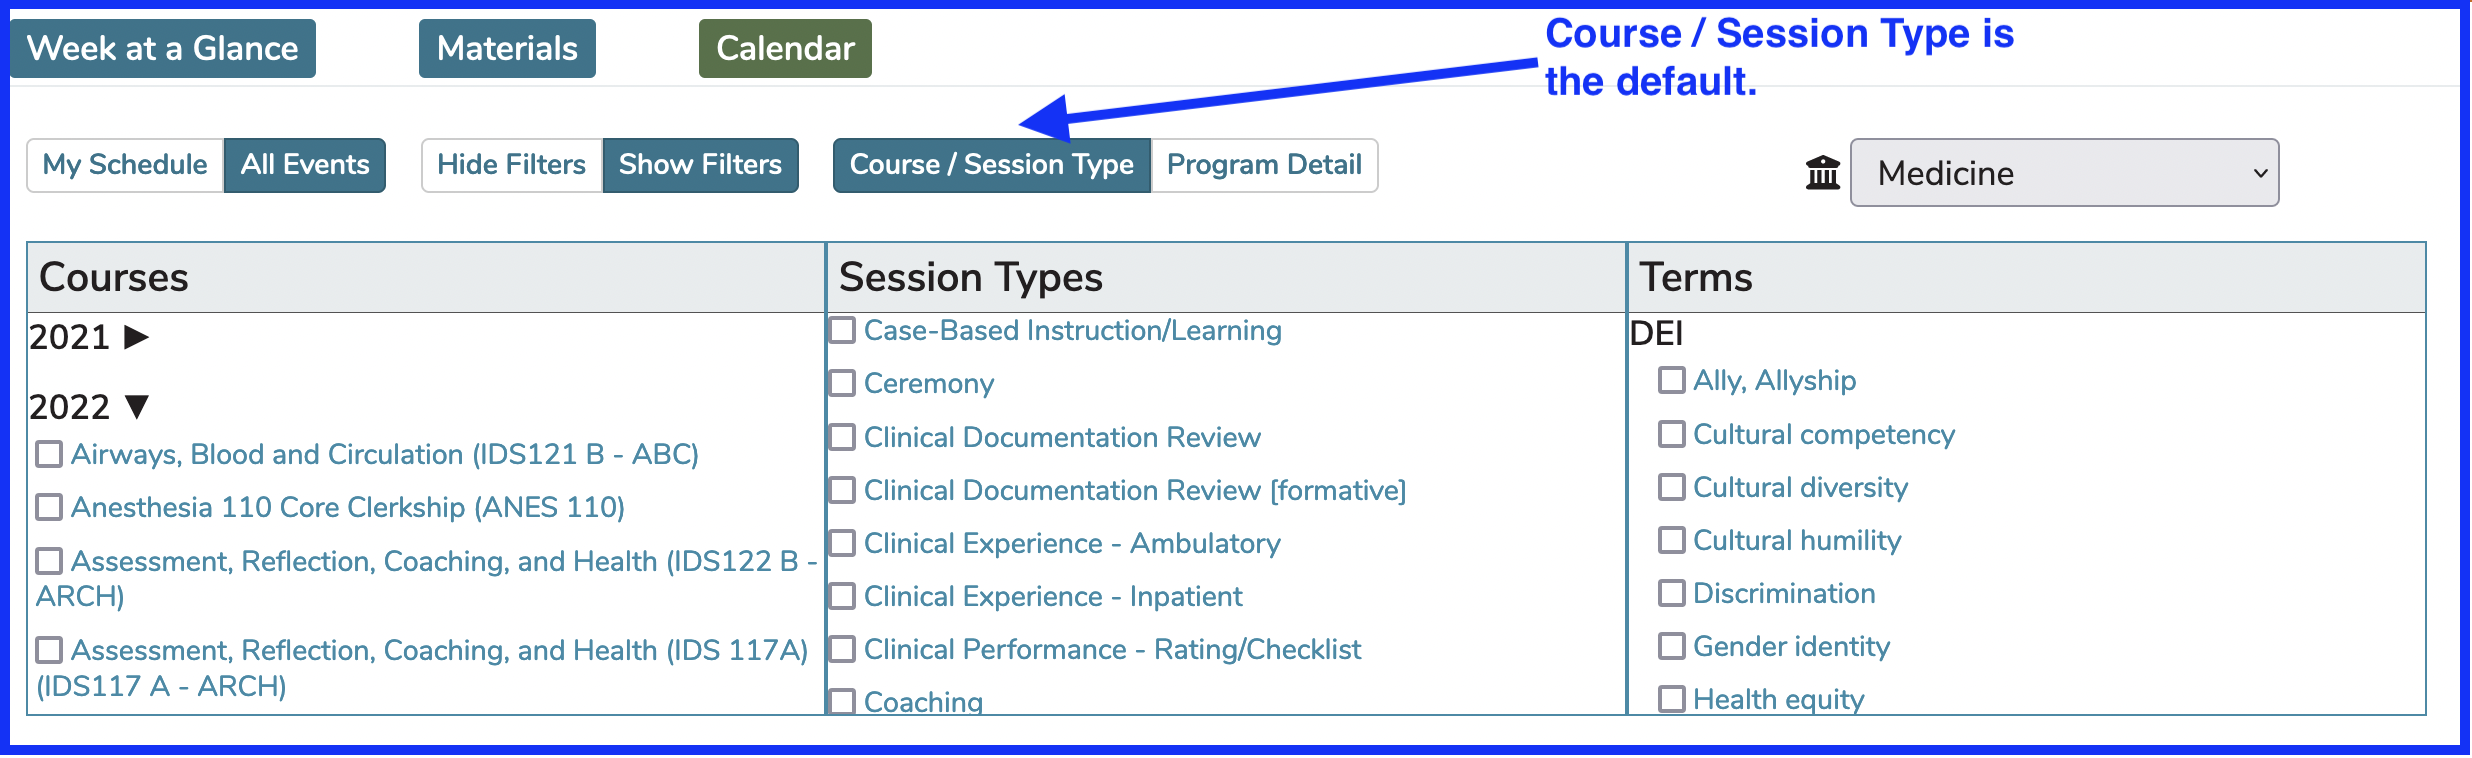 Week at a Glance
Materials
Calendar
Course / Session Type is
the default.
My Schedule
All Events
Hide Filters
Show Filters
Course / Session Type
Program Detail
Medicine
Courses
2021
2022
Airways, Blood and Circulation (IDS121 B - ABC)
Anesthesia 110 Core Clerkship (ANES 110)
Assessment, Reflection, Coaching, and Health (IDS122 B -
ARCH)
Assessment, Reflection, Coaching, and Health (IDS 117A)
(IDS117 A - ARCH)
Session Types
Case-Based Instruction/Learning
Ceremony
Clinical Documentation Review
Clinical Documentation Review [formative]
Clinical Experience - Ambulatory
Clinical Experience - Inpatient
Clinical Performance - Rating/Checklist
Coaching
Terms
DEI
Ally, Allyship
Cultural competency
Cultural diversity
Cultural humility
Discrimination
Gender identity
Health equity